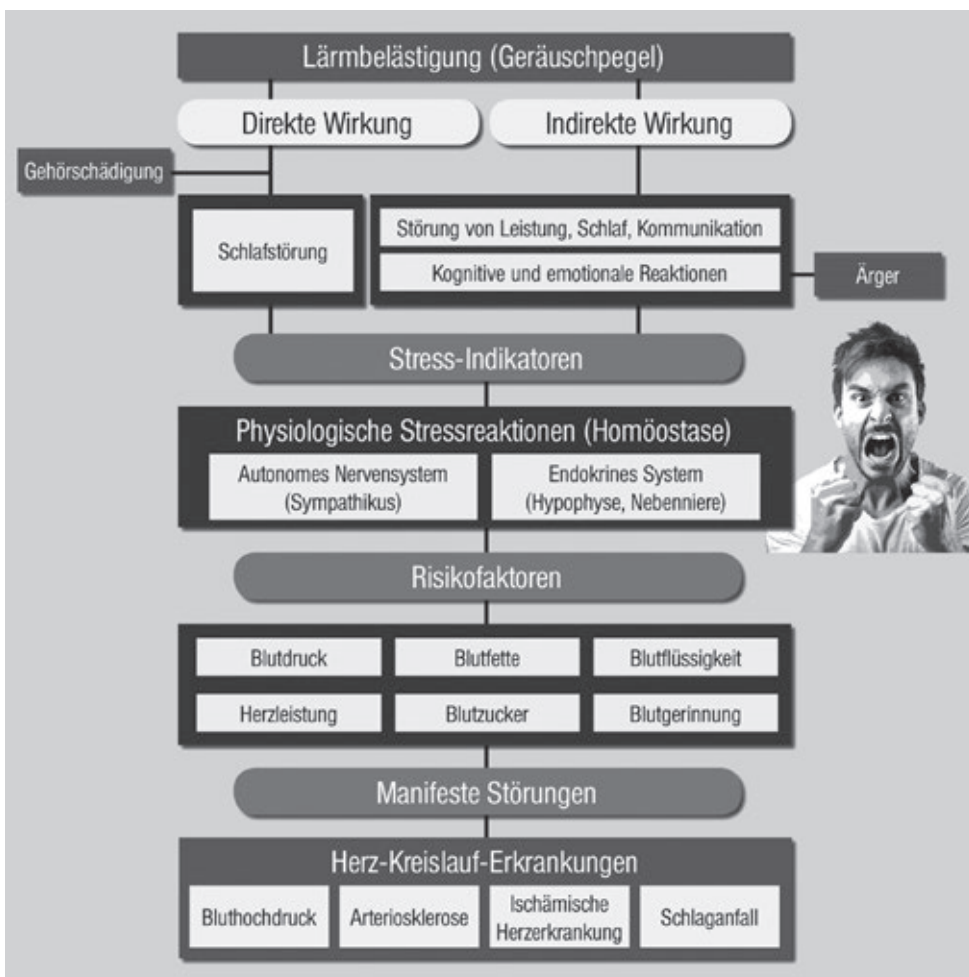 Lärmbelästigung (Geräuschpegel)
Direkte Wirkung
Indirekte Wirkung
Gehörschädigung
Schlafstörung
Störung von Leistung, Schlaf, Kommunikation
Kognitive und emotionale Reaktionen
Ärger
Stress-Indikatoren
Physiologische Stressreaktionen (Homöostase)
Autonomes Nervensystem
(Sympathikus)
Endokrines System
(Hypophyse, Nebenniere)
Risikofaktoren
Blutdruck
Blutfette
Blutflüssigkeit
Herzleistung
Blutzucker
Blutgerinnung
Manifeste Störungen
Herz-Kreislauf-Erkrankungen
Bluthochdruck
Arteriosklerose
Ischämische
Herzerkrankung
Schlaganfall